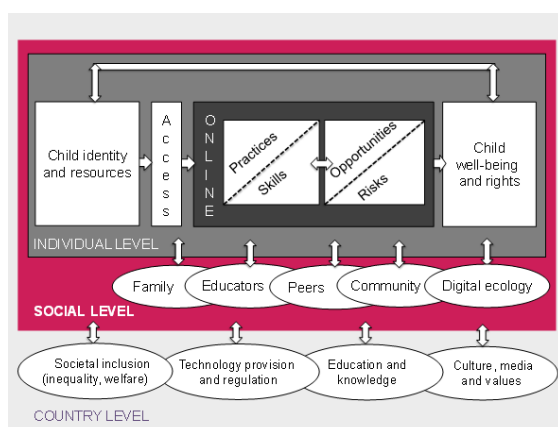 Child identity
and resources
Access
ONLINE
Practices
Skills
Opportunities
Risks
Child
well-being
and rights
INDIVIDUAL LEVEL
Family
Educators
Peers
Community
Digital ecology
SOCIAL LEVEL
Societal inclusion
(inequality, welfare)
Technology provision
and regulation
Education and
knowledge
Culture, media
and values
COUNTRY LEVEL